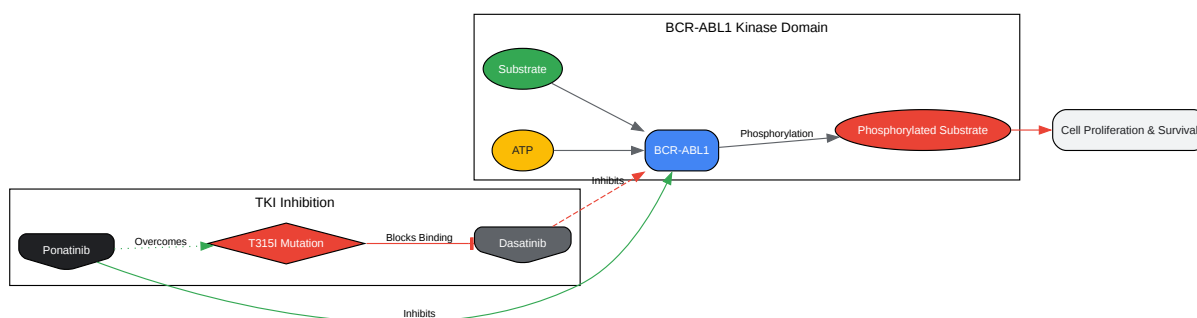 BCR-ABL1 Kinase Domain
Substrate
ATP
BCR-ABL1
Phosphorylation
Phosphorylated Substrate
Cell Proliferation & Survival
Inhibits
TKI Inhibition
Ponatinib
Overcomes
T315I Mutation
Blocks Binding
Dasatinib
Inhibits